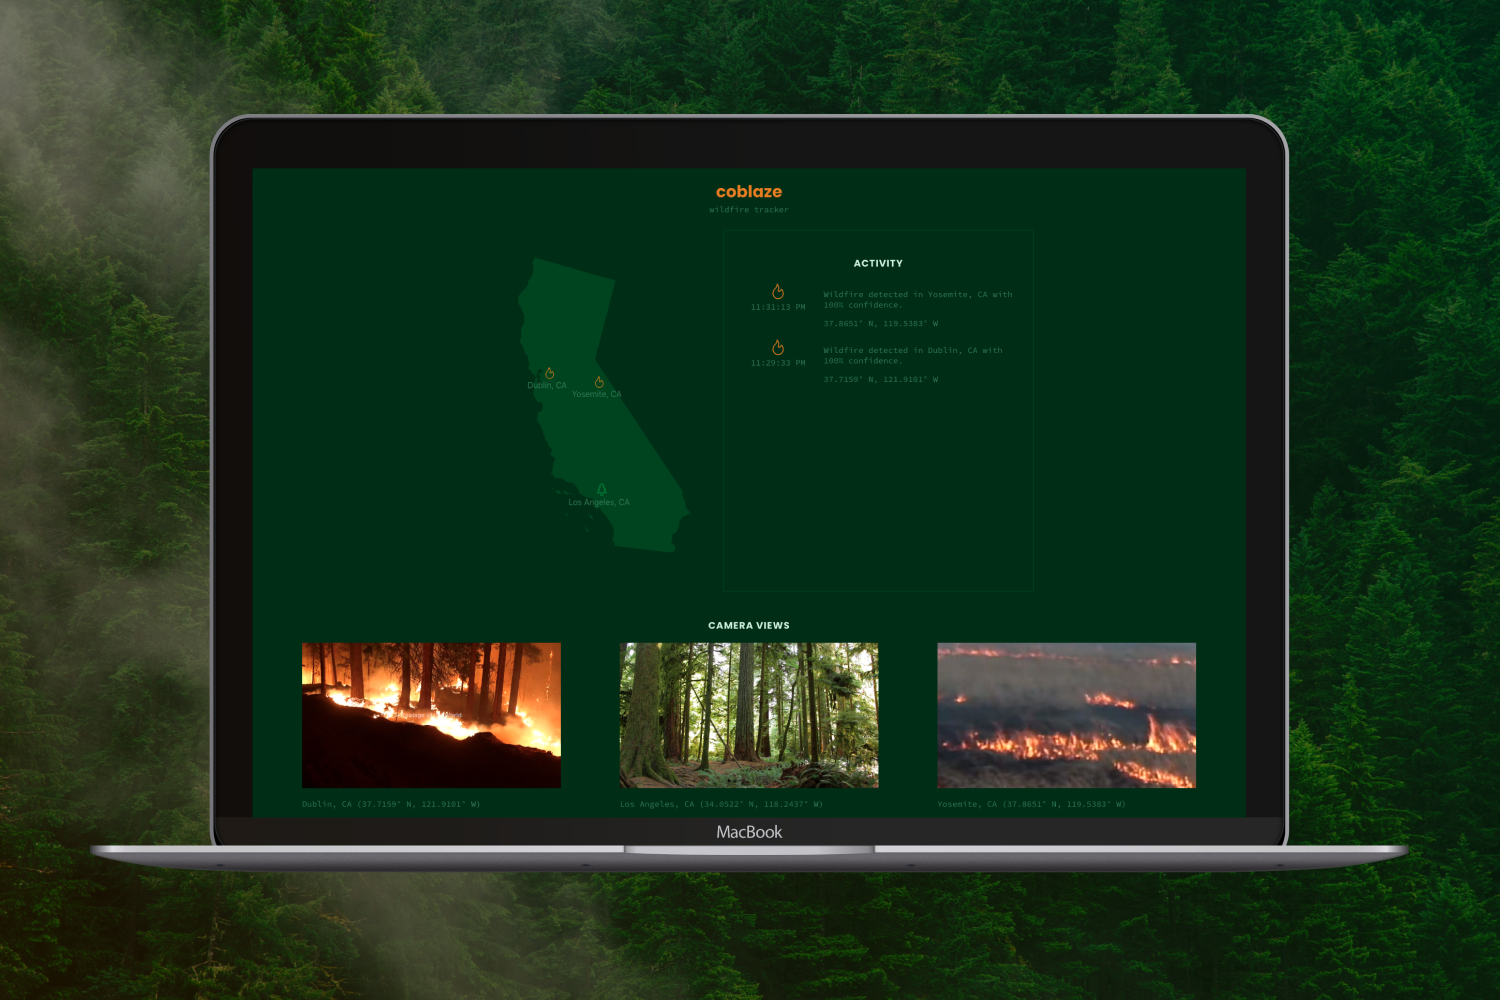 coblaze
wildfire tracker
ACTIVITY
11:31:13 PM
Wildfire detected in Yosemite, CA with
100% confidence.
37.8651° N, 119.5383° W
11:29:33 PM
Wildfire detected in Dublin, CA with
100% confidence.
37.7159° N, 121.9101° W
Dublin, CA
Yosemite, CA
Los Angeles, CA
CAMERA VIEWS
Dublin, CA (37.7159° N, 121.9101° W)
Los Angeles, CA (34.0522° N, 118.2437° W)
Yosemite, CA (37.8651° N, 119.5383° W)
MacBook